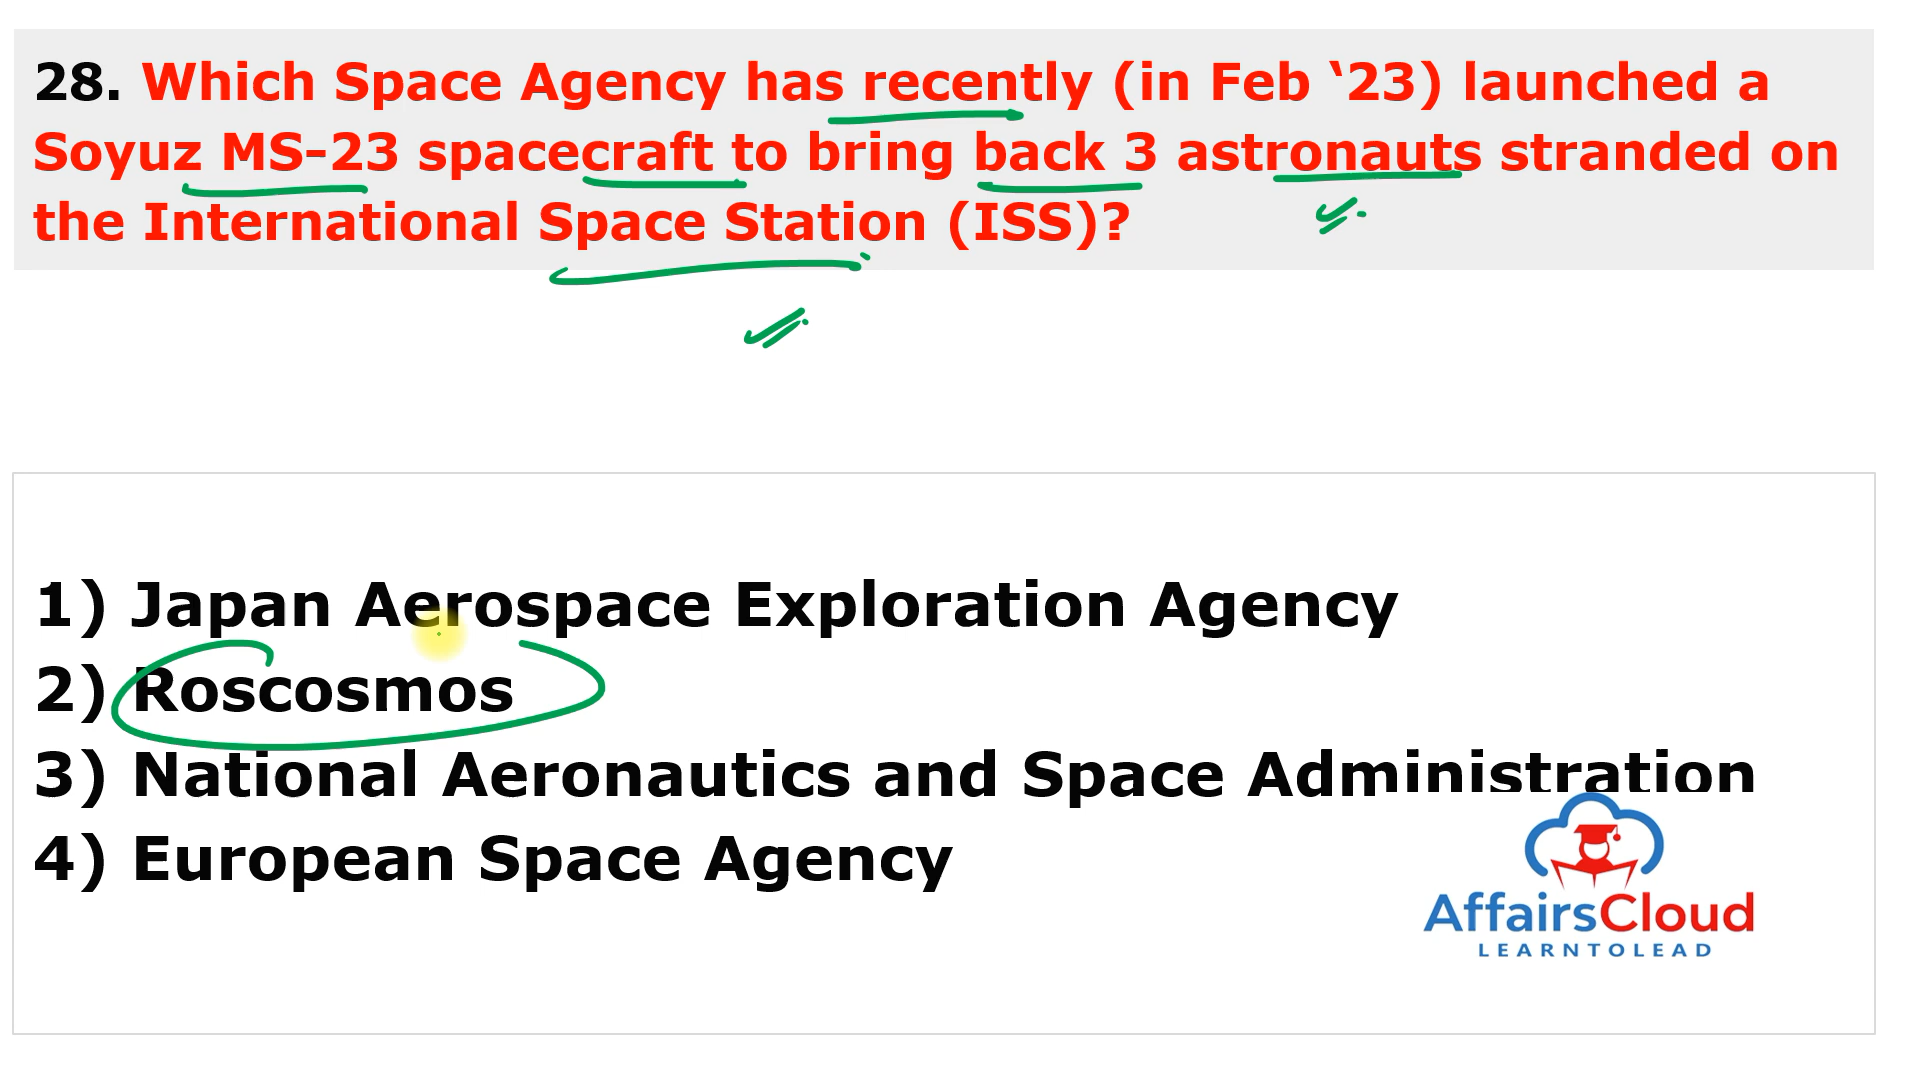 28. Which Space Agency has recently (in Feb ‘23) launched a
Soyuz MS-23 spacecraft to bring back 3 astronauts stranded on
the International Space Station (ISS)?
1) Japan Aerospace Exploration Agency
2) Roscosmos
3) National Aeronautics and Space Administration
4) European Space Agency
AffairsCloud
LEARNTOLEAD